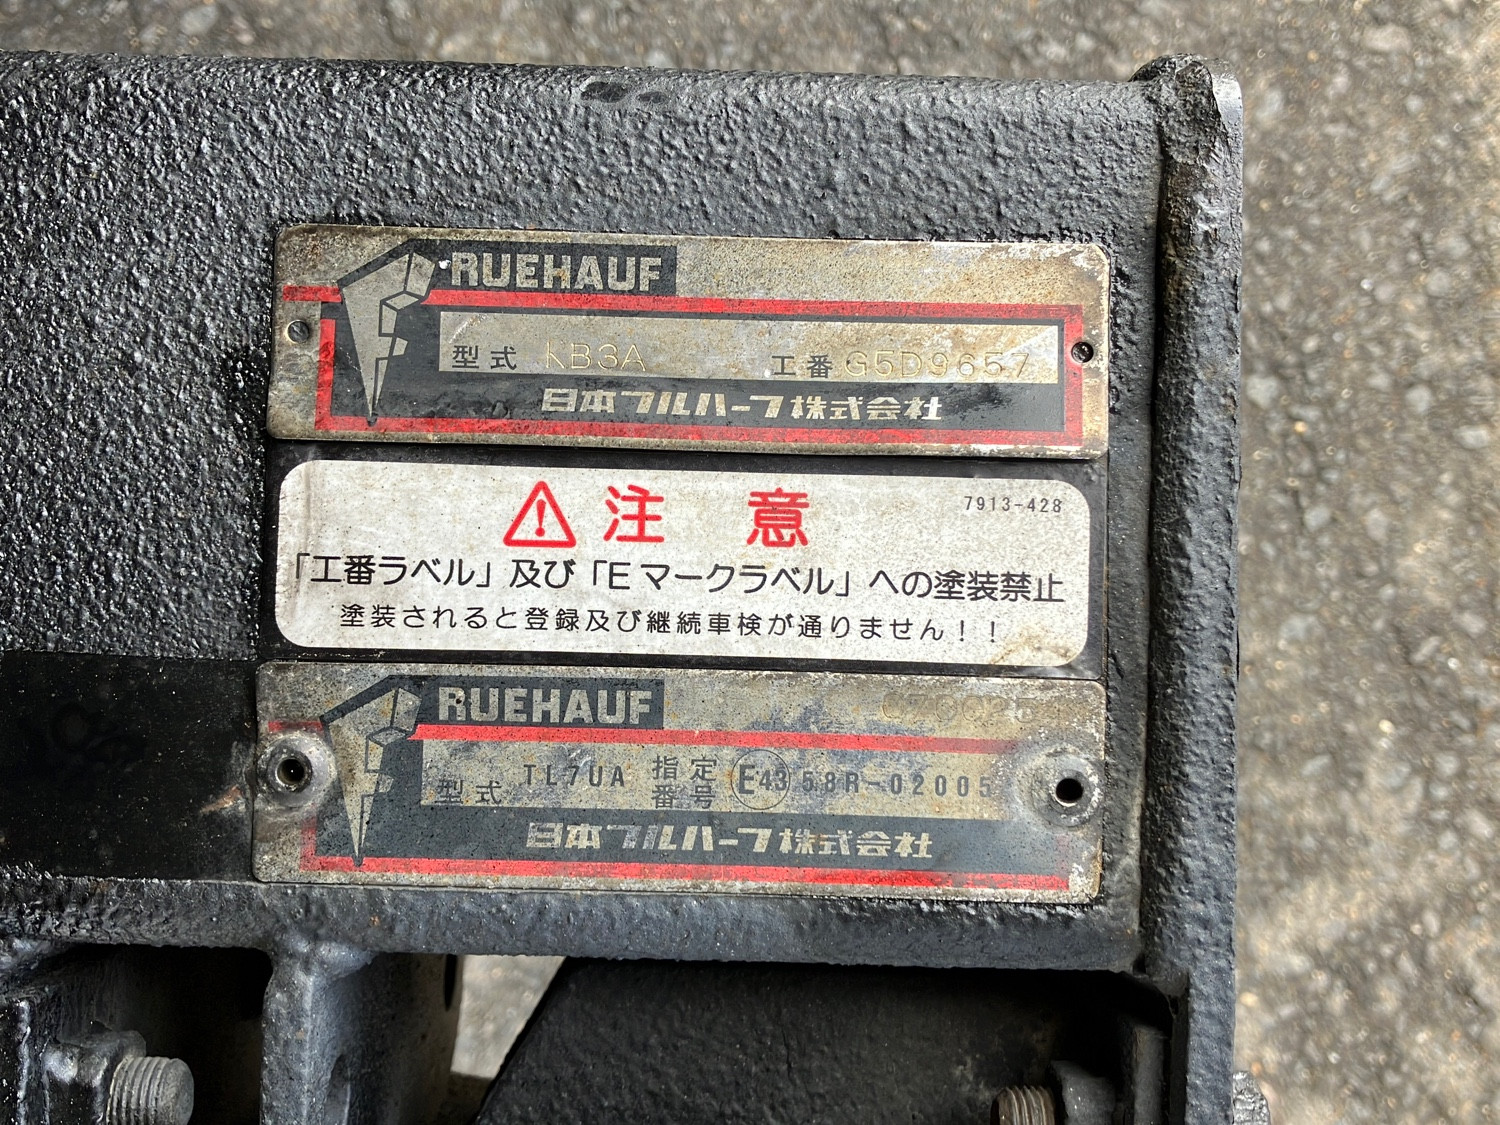 FRUEHAUF
型式 KB3A 工番 G5D9657
日本フルハーフ株式会社
注意 7913-428
「工番ラベル」及び「Eマークラベル」への塗装禁止
塗装されると登録及び継続車検が通りません!!
FRUEHAUF
型式 TL7UA 指定番号 E43 58R-02005
日本フルハーフ株式会社